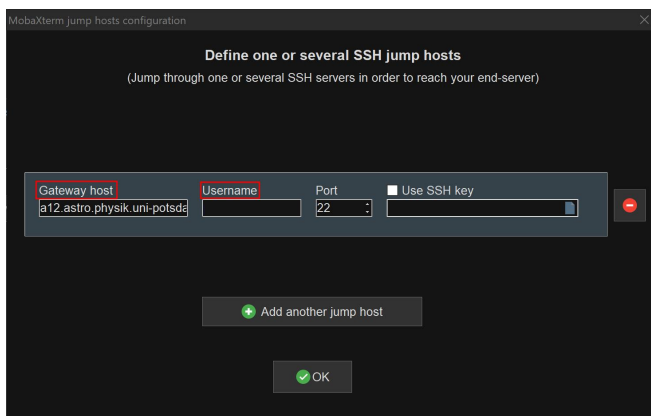 MobaXterm jump hosts configuration
Define one or several SSH jump hosts
(Jump through one or several SSH servers in order to reach your end-server)
Gateway host Username Port Use SSH key
a12.astro.physik.uni-potsda 22
Add another jump host
OK